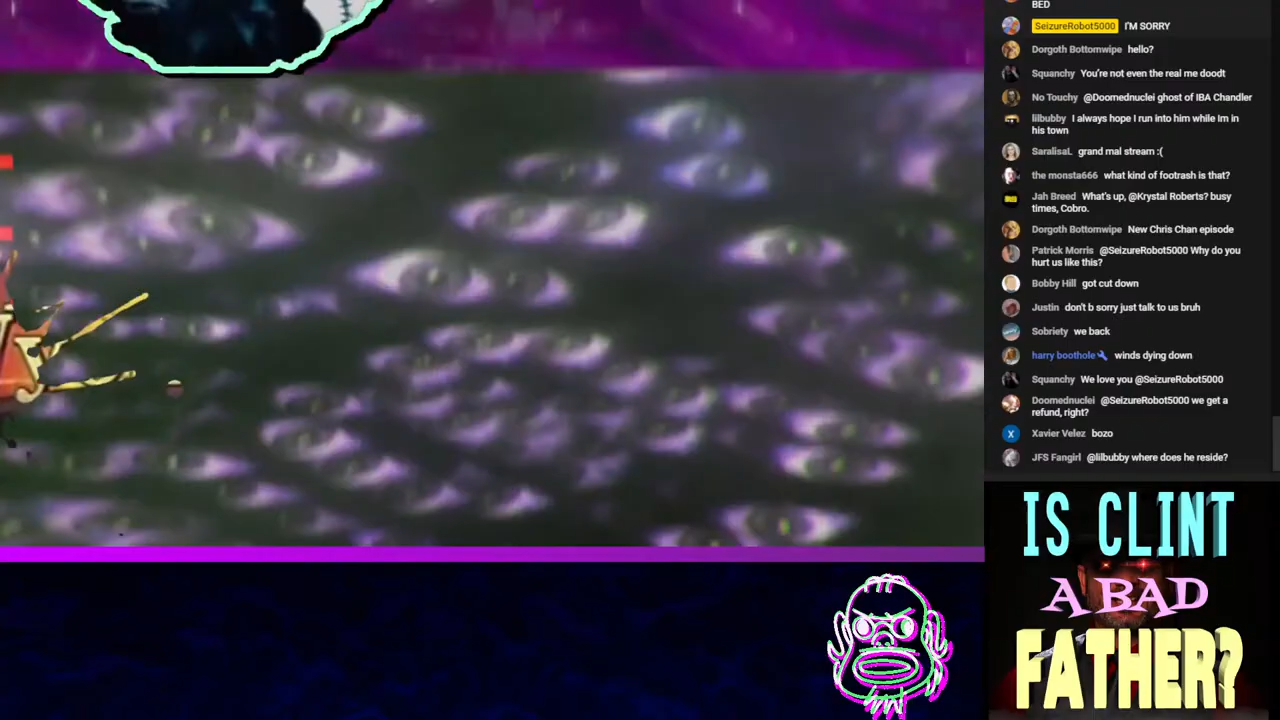 BED
SeizureRobot5000 I'M SORRY
Dorgoth Bottomwipe hello?
Squanchy You're not even the real me doodt
No Touchy @Doomednuclei ghost of IBA Chandler
lilbubby I always hope I run into him while Im in
his town
SaralisaL grand mal stream :(
the monsta666 what kind of footrash is that?
Jah Breed What's up, @Krystal Roberts? busy
times, Cobro.
Dorgoth Bottomwipe New Chris Chan episode
Patrick Morris @SeizureRobot5000 Why do you
hurt us like this?
Bobby Hill got cut down
Justin don't b sorry just talk to us bruh
Sobriety we back
harry boothole winds dying down
Squanchy We love you @SeizureRobot5000
Doomednuclei @SeizureRobot5000 we get a
refund, right?
X Xavier Velez bozo
JFS Fangirl @lilbubby where does he reside?
IS CLINT
A BAD
FATHER?